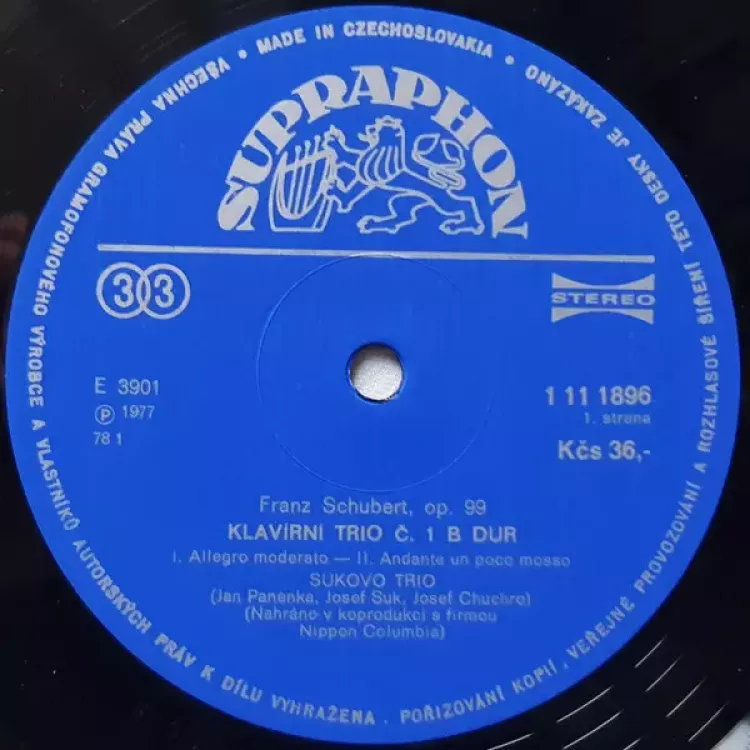 SUPRAPHON
33
STEREO
E 3901
℗ 1977
78 1
1 11 1896
1. strana
Kčs 36,-
Franz Schubert, op. 99
KLAVÍRNÍ TRIO Č. 1 B DUR
I. Allegro moderato — II. Andante un poco mosso
SUKOVO TRIO
(Jan Panenka, Josef Suk, Josef Chuchro)
(Nahráno v koprodukci s firmou
Nippon Columbia)
VŠECHNA PRÁVA GRAMOFONOVÉHO VÝROBCE A VLASTNÍKŮ AUTORSKÝCH PRÁV K DÍLU VYHRAŽENA . POŘIZOVÁNÍ KOPIÍ, VEŘEJNÉ PROVOZOVÁNÍ A ROZHLASOVÉ ŠÍŘENÍ TÉTO DESKY JE ZAKÁZÁNO • MADE IN CZECHOSLOVAKIA •